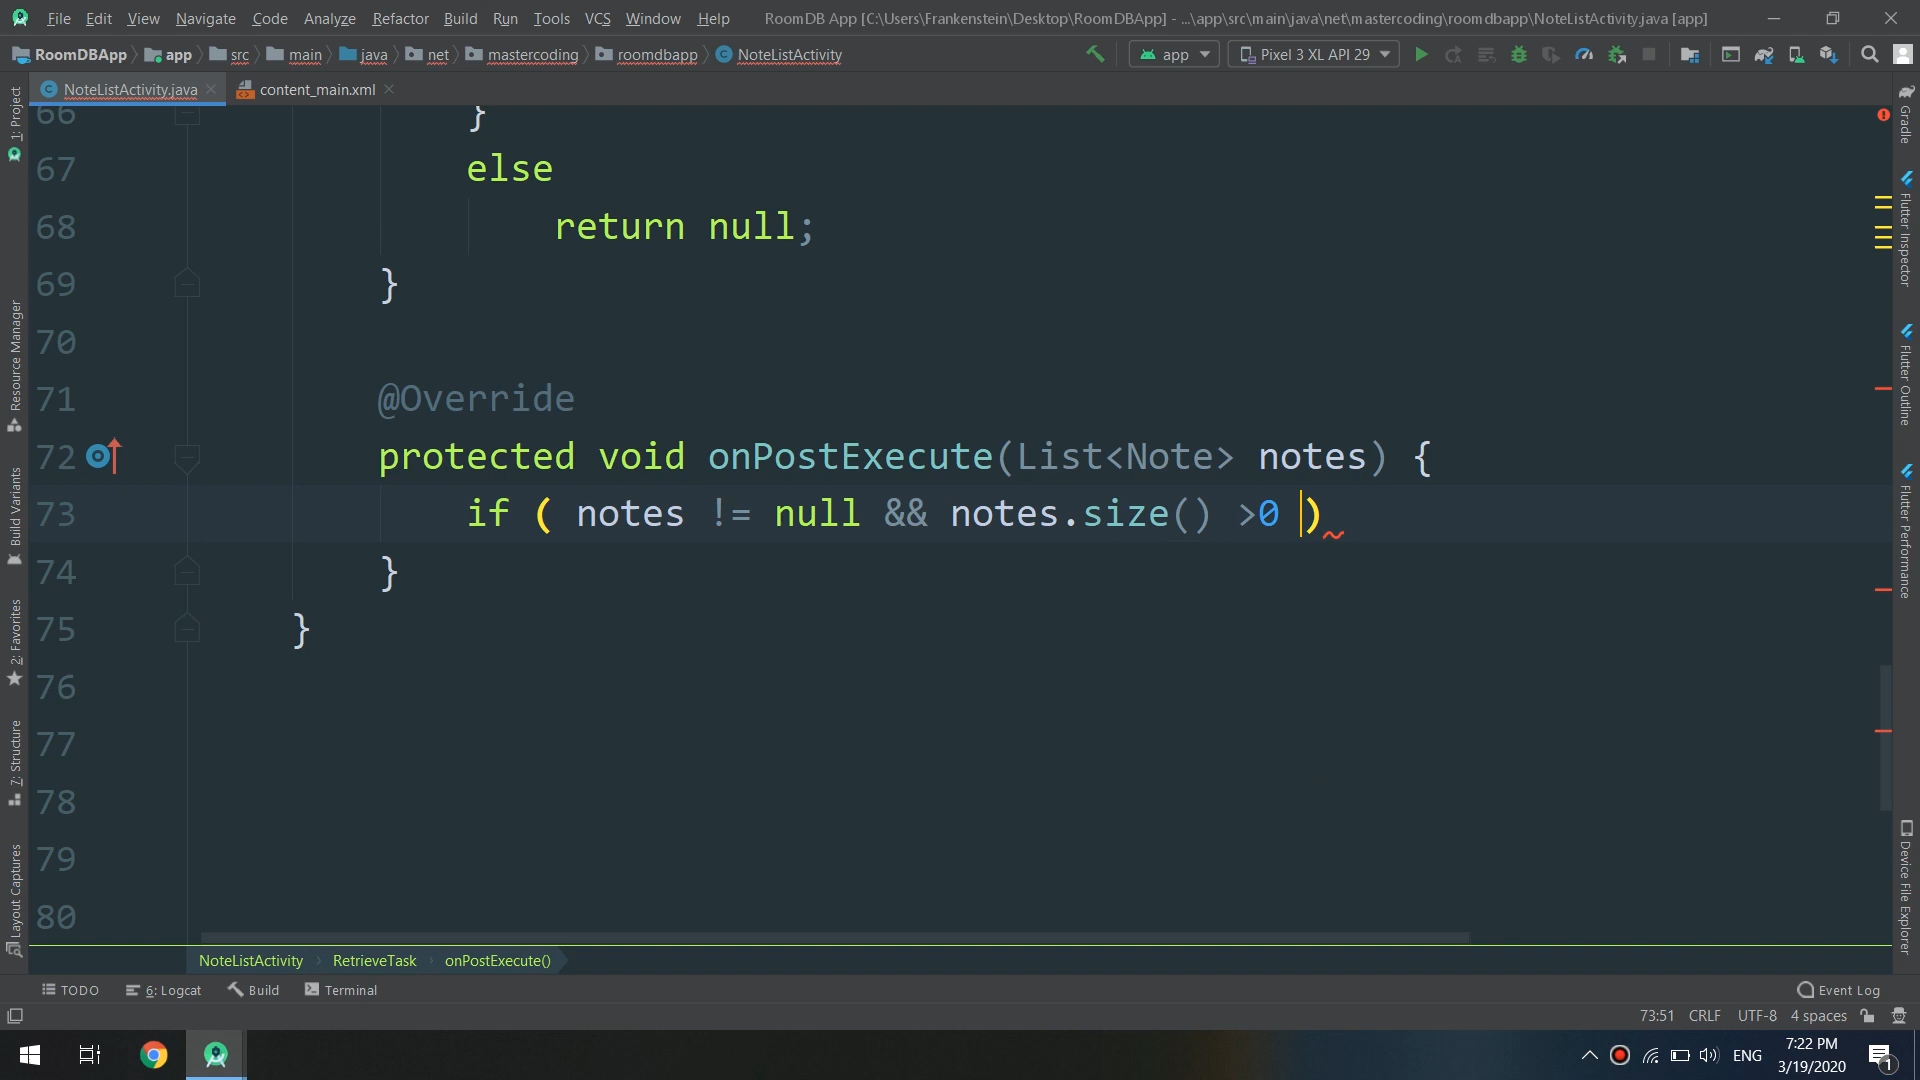 File Edit View Navigate Code Analyze Refactor Build Run Tools VCS Window Help RoomDB App [C:\Users\Frankenstein\Desktop\RoomDBApp] - ...\app\src\main\java\net\mastercoding\roomdbapp\NoteListActivity.java [app]
RoomDBApp app src main java net mastercoding roomdbapp NoteListActivity app Pixel 3 XL API 29
NoteListActivity.java content_main.xml
1: Project
Resource Manager
Build Variants
2: Favorites
7: Structure
Layout Captures
66 }
67 else
68 return null;
69 }
70
71 @Override
72 protected void onPostExecute(List<Note> notes) {
73 if ( notes != null && notes.size() >0 )
74 }
75 }
76
77
78
79
80
Gradle
Flutter Inspector
Flutter Outline
Flutter Performance
Device File Explorer
NoteListActivity RetrieveTask onPostExecute()
TODO 6: Logcat Build Terminal Event Log
73:51 CRLF UTF-8 4 spaces
ENG 7:22 PM
3/19/2020
1